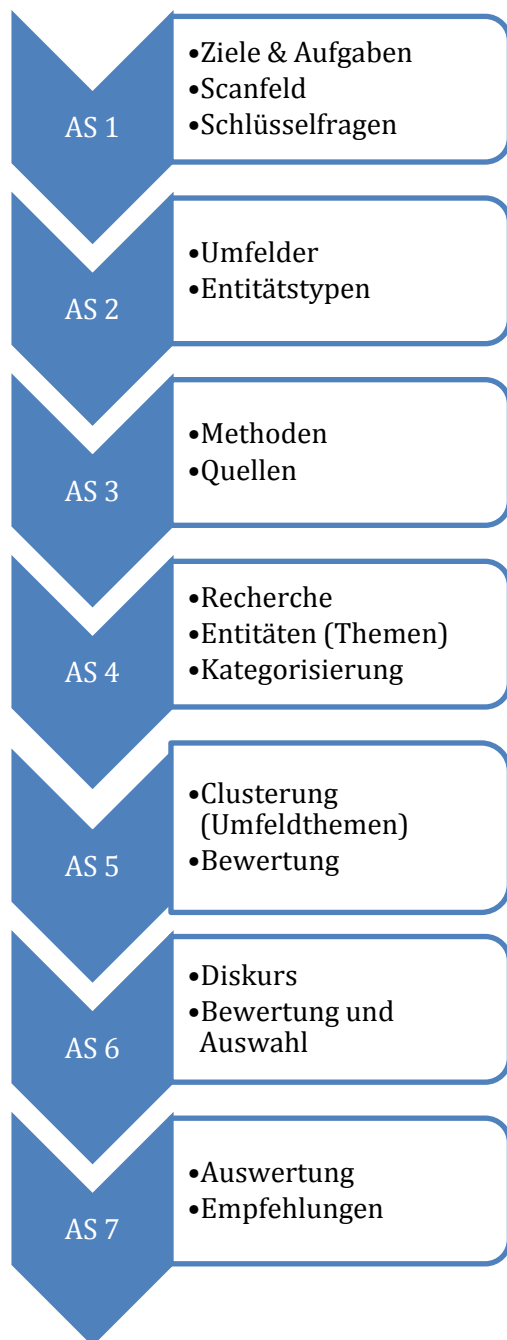 AS 1
•Ziele & Aufgaben
•Scanfeld
•Schlüsselfragen
AS 2
•Umfelder
•Entitätstypen
AS 3
•Methoden
•Quellen
AS 4
•Recherche
•Entitäten (Themen)
•Kategorisierung
AS 5
•Clusterung
(Umfeldthemen)
•Bewertung
AS 6
•Diskurs
•Bewertung und
Auswahl
AS 7
•Auswertung
•Empfehlungen